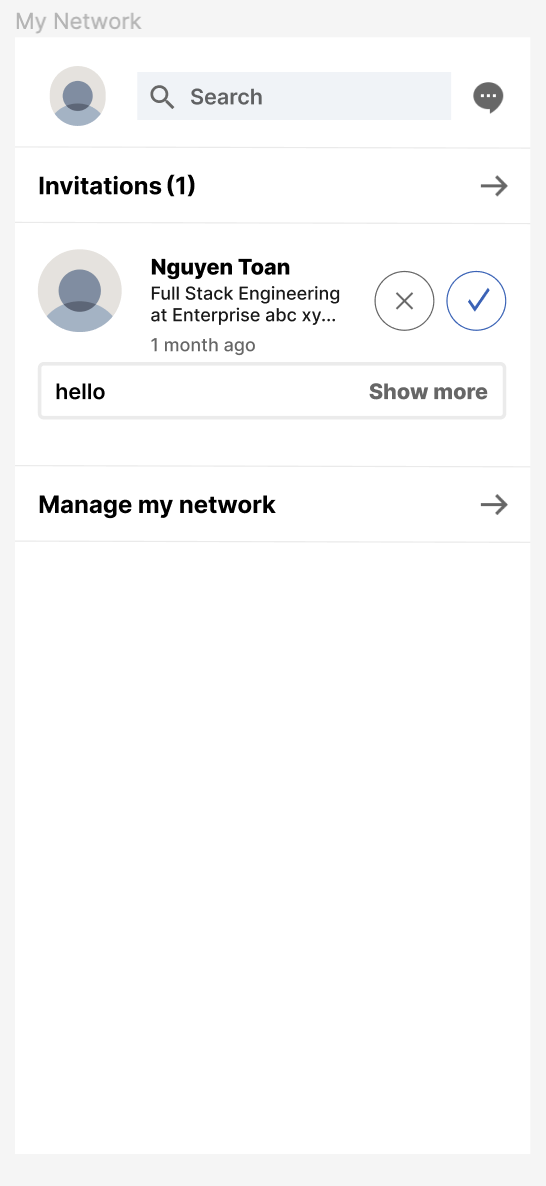 My Network
Search
Invitations (1)
Nguyen Toan
Full Stack Engineering
at Enterprise abc xy...
1 month ago
hello
Show more
Manage my network